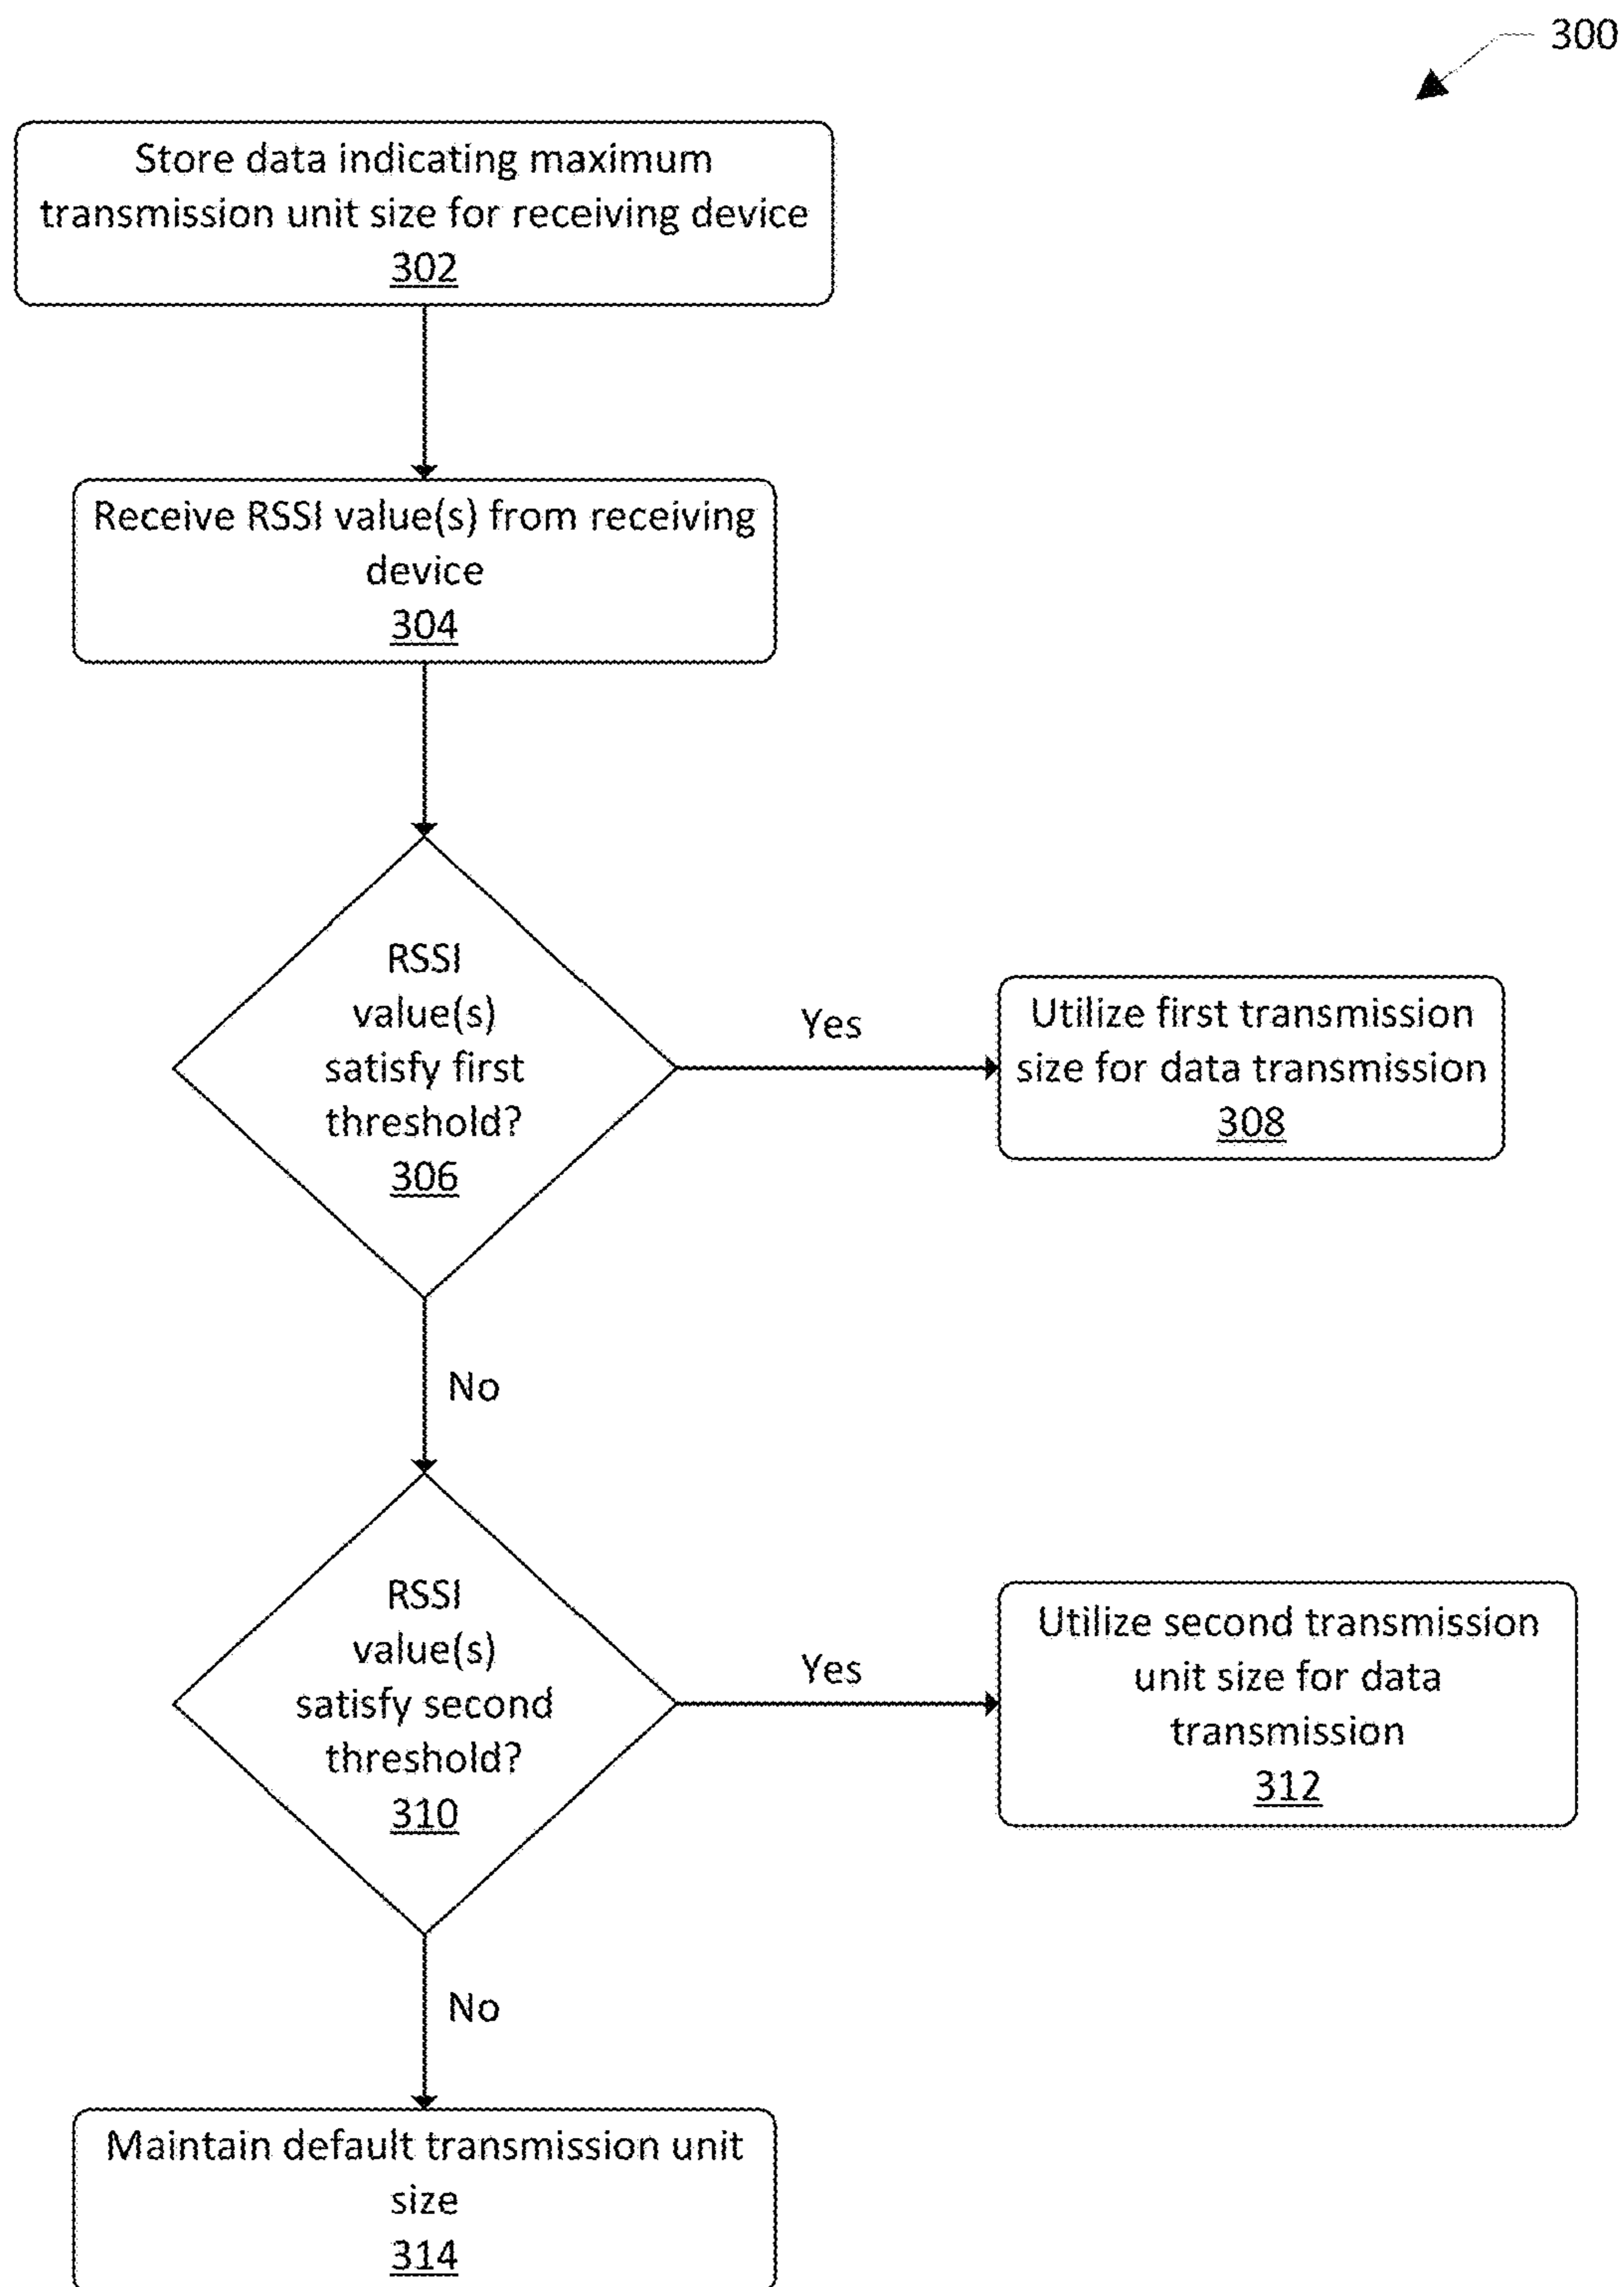 300
Store data indicating maximum
transmission unit size for receiving device
302
Receive RSSI value(s) from receiving
device
304
RSSI
value(s)
satisfy first
threshold?
306
Yes
Utilize first transmission
size for data transmission
308
No
RSSI
value(s)
satisfy second
threshold?
310
Yes
Utilize second transmission
unit size for data
transmission
312
No
Maintain default transmission unit
size
314